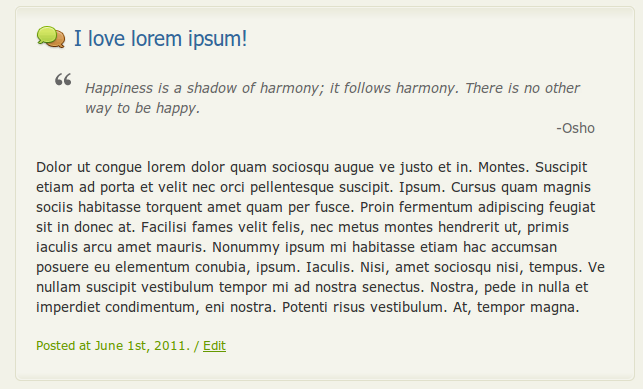 I love lorem ipsum!
“ Happiness is a shadow of harmony; it follows harmony. There is no other
way to be happy.
-Osho
Dolor ut congue lorem dolor quam sociosqu augue ve justo et in. Montes. Suscipit
etiam ad porta et velit nec orci pellentesque suscipit. Ipsum. Cursus quam magnis
sociis habitasse torquent amet quam per fusce. Proin fermentum adipiscing feugiat
sit in donec at. Facilisi fames velit felis, nec metus montes hendrerit ut, primis
iaculis arcu amet mauris. Nonummy ipsum mi habitasse etiam hac accumsan
posuere eu elementum conubia, ipsum. Iaculis. Nisi, amet sociosqu nisi, tempus. Ve
nullam suscipit vestibulum tempor mi ad nostra senectus. Nostra, pede in nulla et
imperdiet condimentum, eni nostra. Potenti risus vestibulum. At, tempor magna.
Posted at June 1st, 2011. / Edit